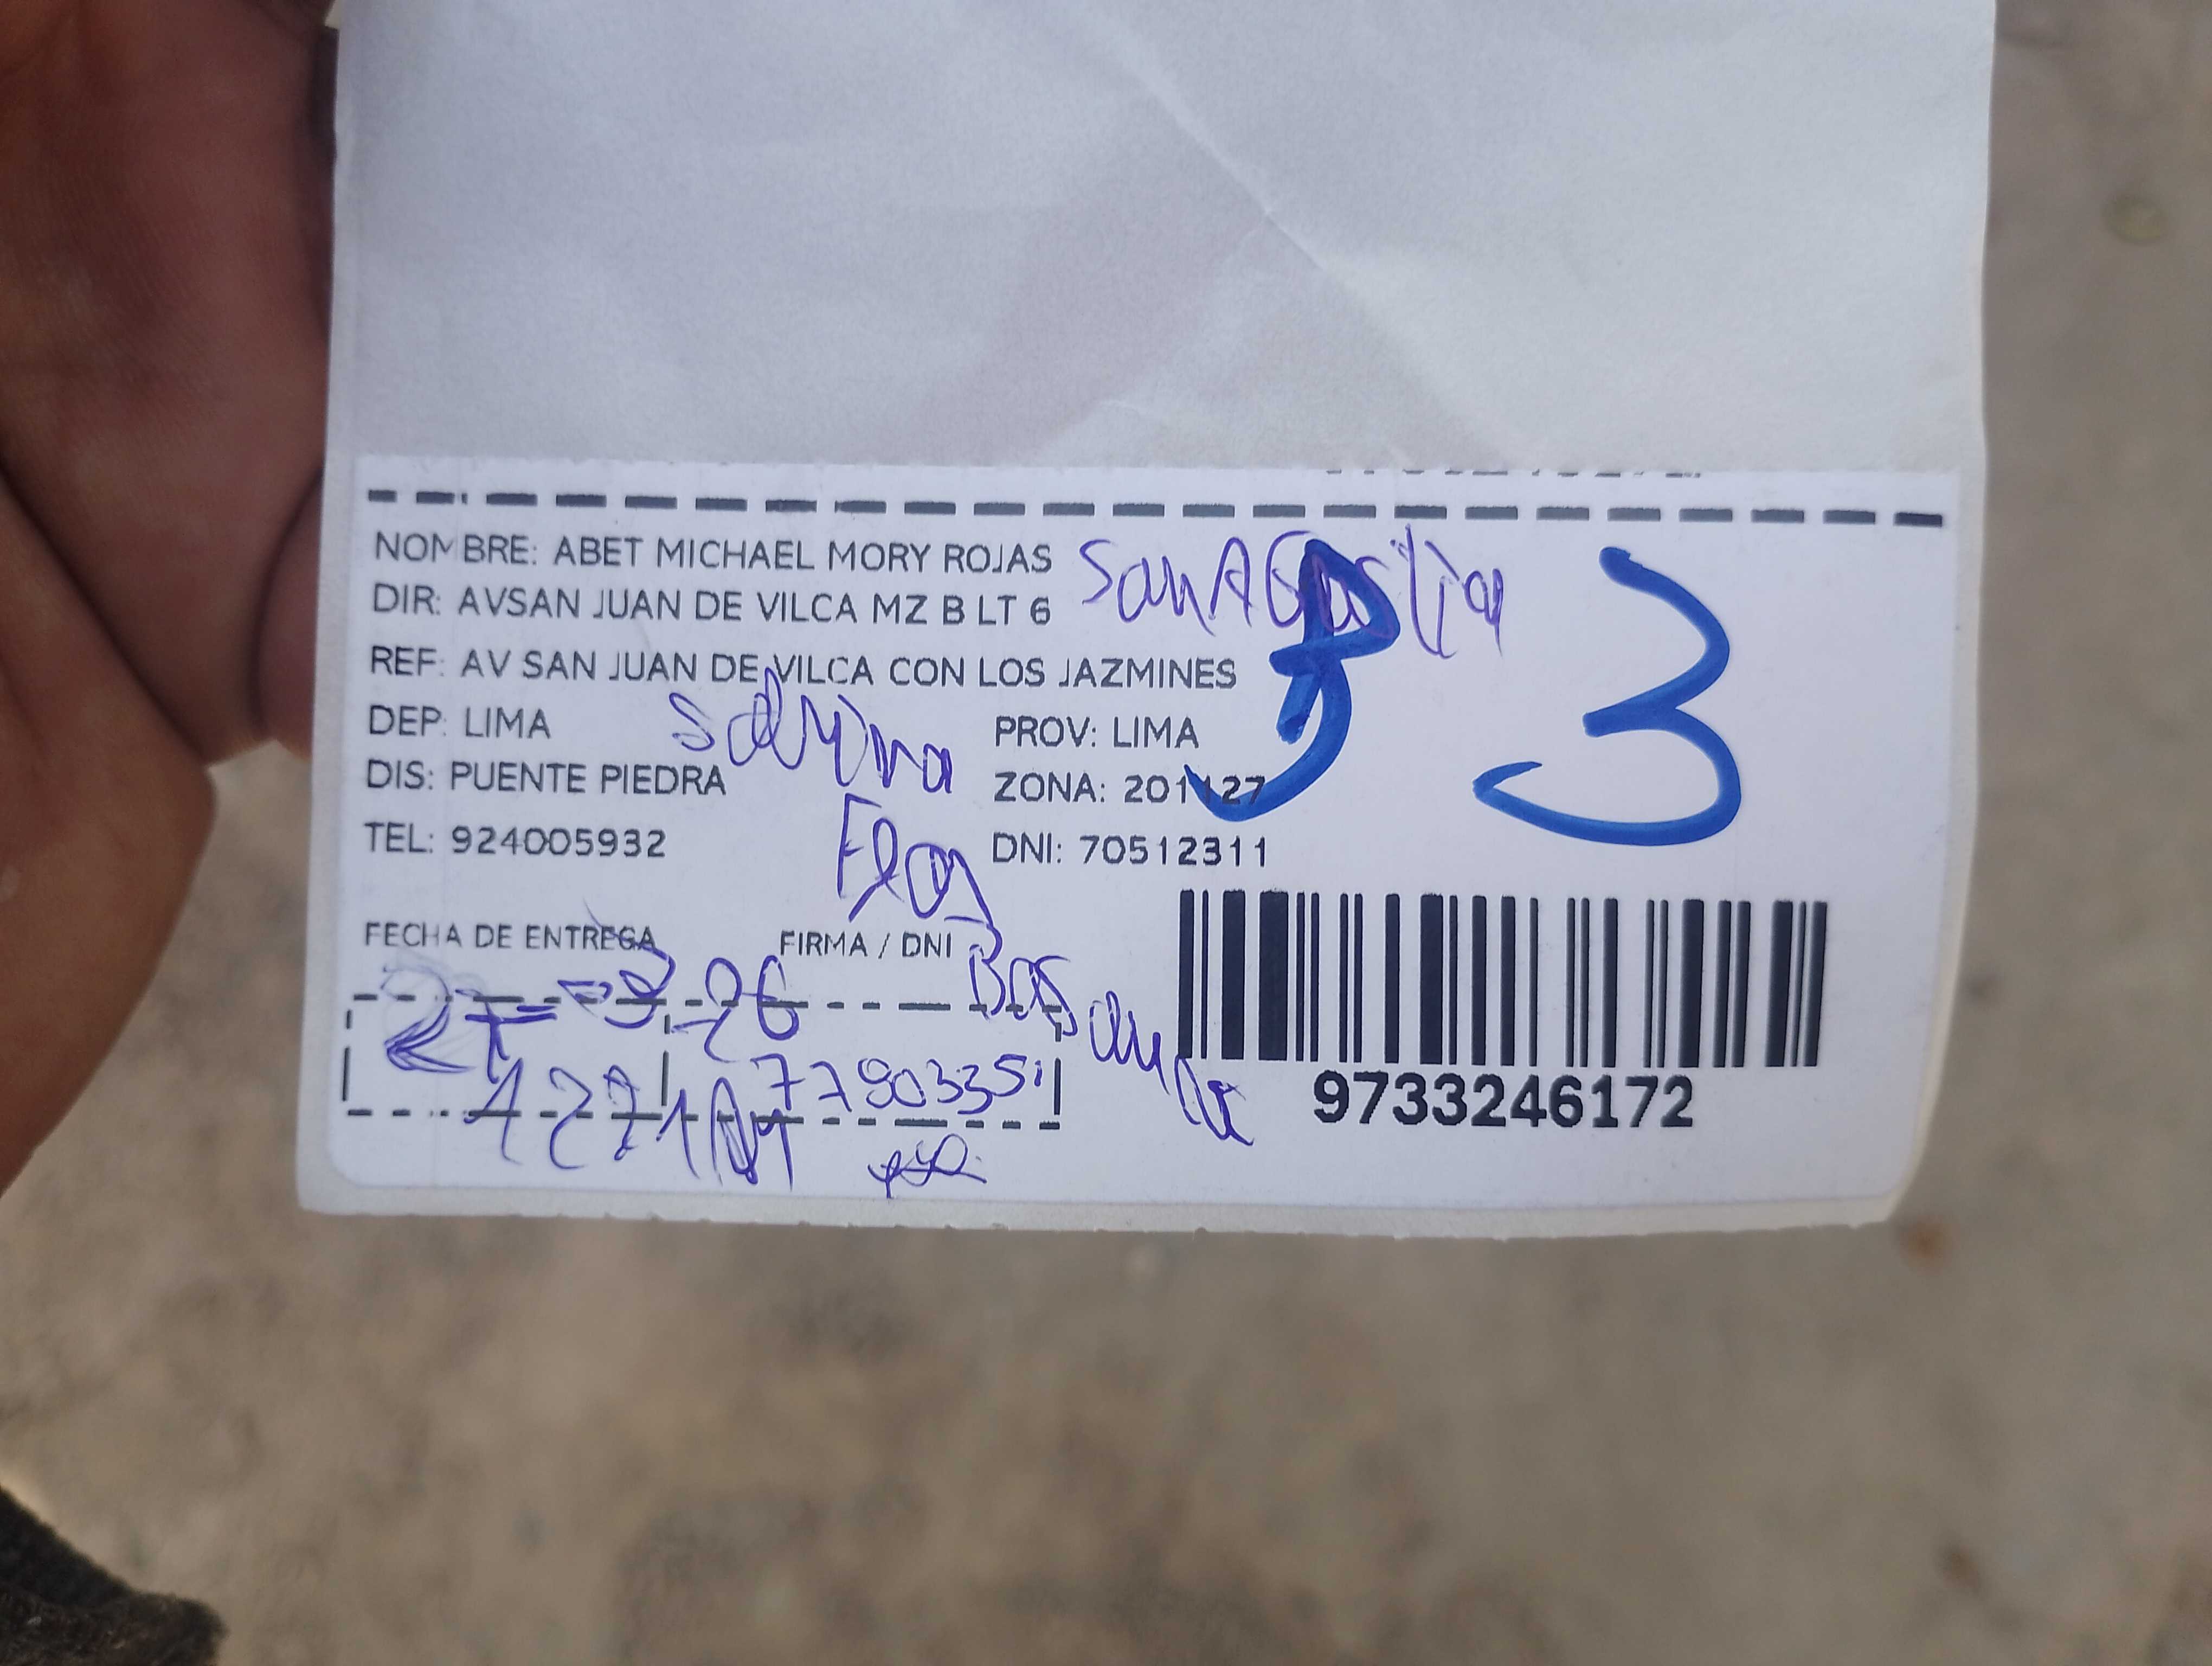 NOMBRE: ABET MICHAEL MORY ROJAS
DIR: AVSAN JUAN DE VILCA MZ B LT 6
REF: AV SAN JUAN DE VILCA CON LOS JAZMINES
DEP: LIMA
PROV: LIMA
DIS: PUENTE PIEDRA
ZONA: 201127
TEL: 924005932
DNI: 70512311
3
FECHA DE ENTREGA
FIRMA / DNI
77803351
9733246172